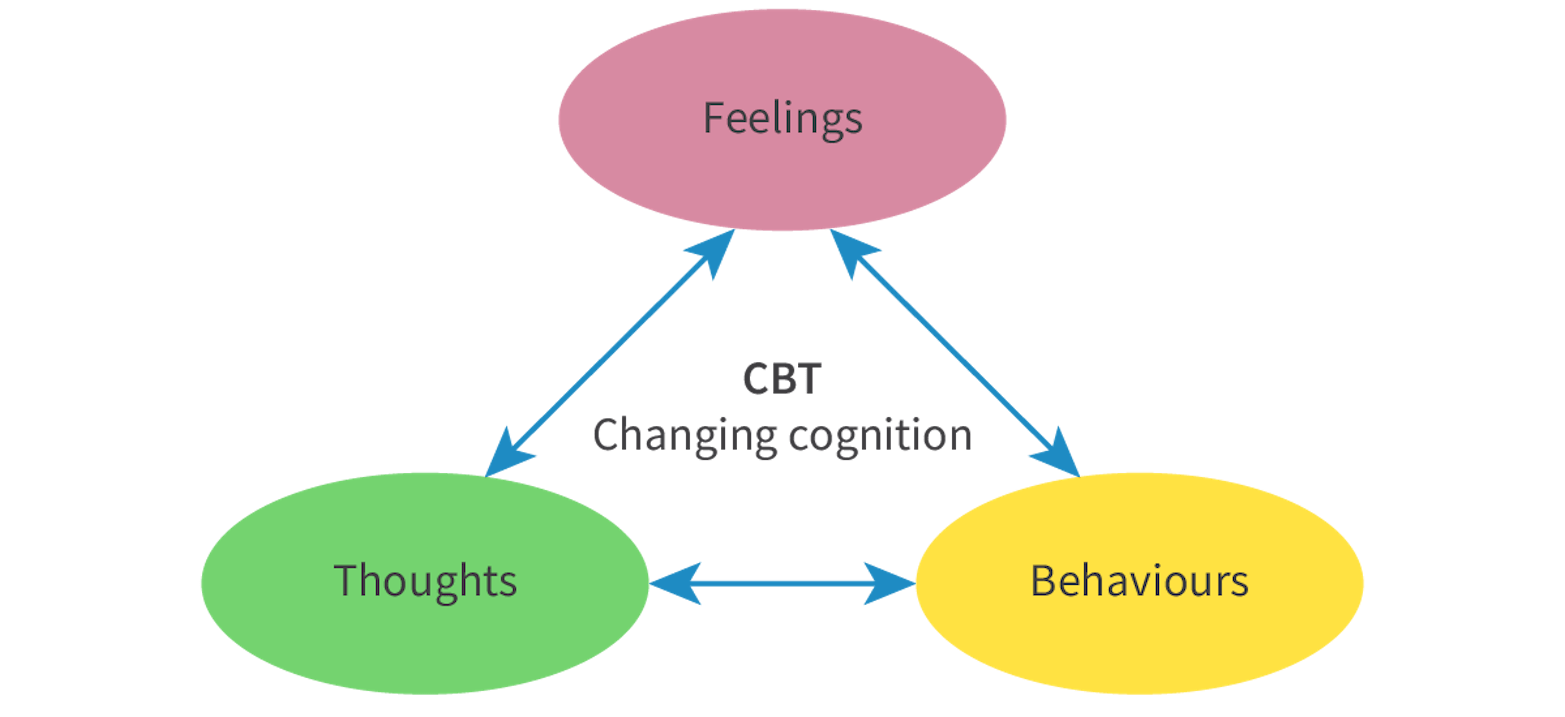 Feelings
CBT
Changing cognition
Thoughts
Behaviours